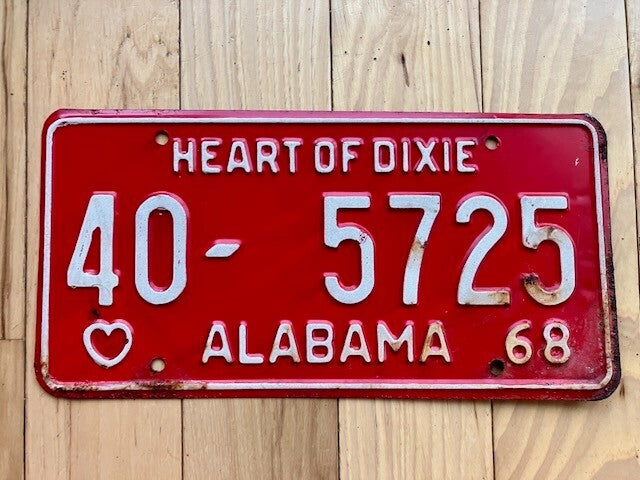 HEART OF DIXIE
40 - 5725
ALABAMA 68